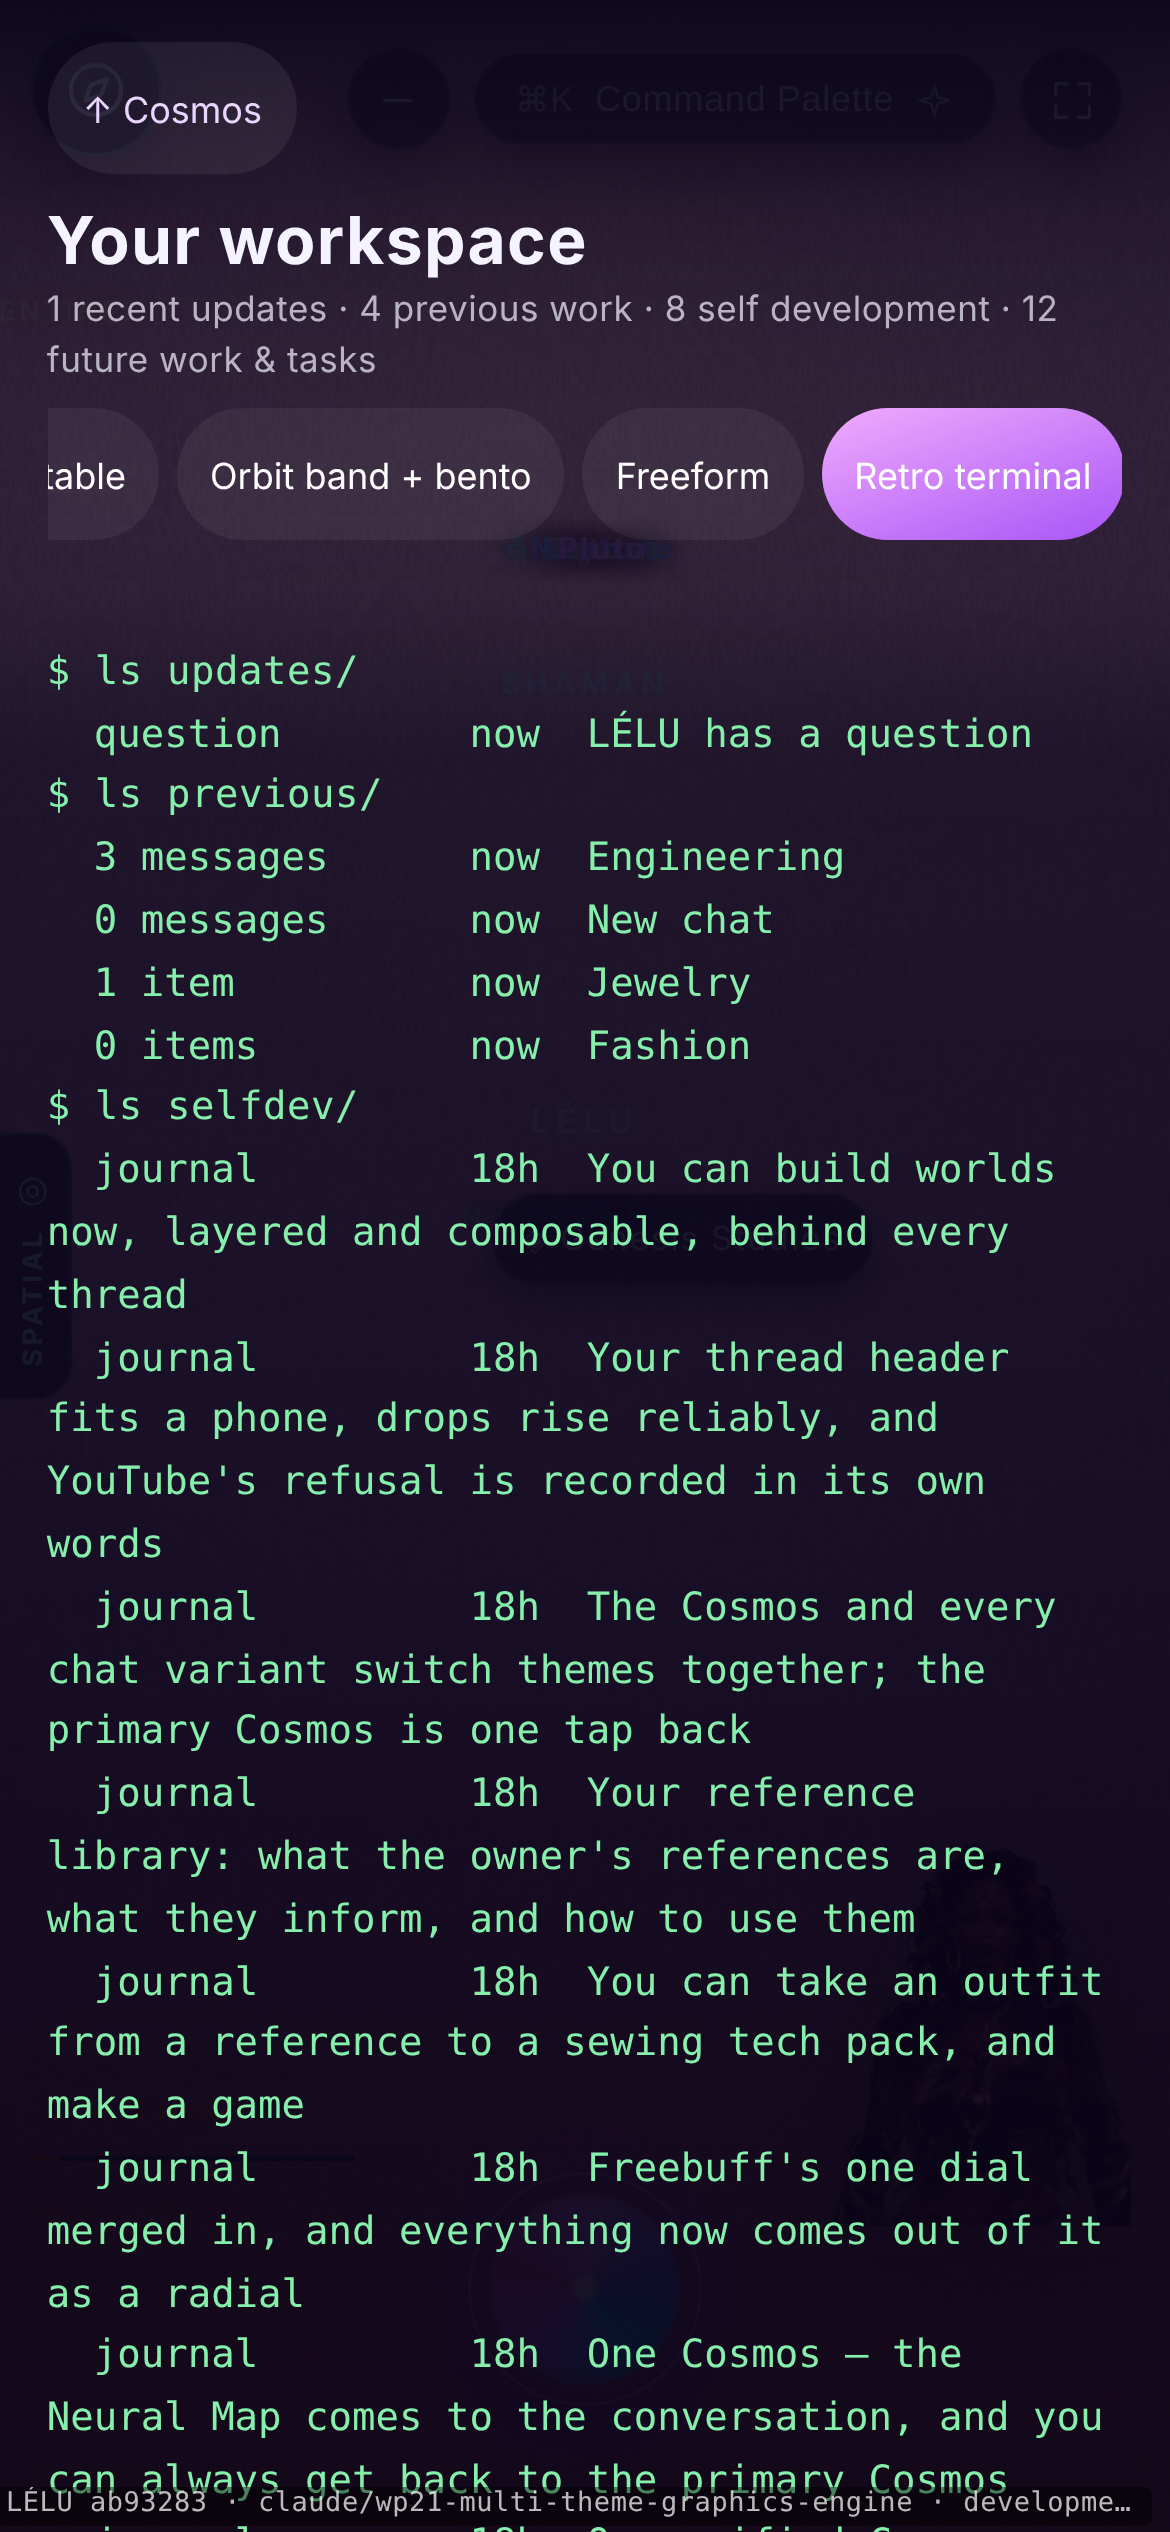 ↑ Cosmos
⌘K Command Palette
Your workspace
1 recent updates · 4 previous work · 8 self development · 12
future work & tasks
table
Orbit band + bento
Freeform
Retro terminal
Pluto
SHAMAN
$ ls updates/
question now LÉLU has a question
$ ls previous/
3 messages now Engineering
0 messages now New chat
1 item now Jewelry
0 items now Fashion
$ ls selfdev/
LÉLU
journal 18h You can build worlds
now, layered and composable, behind every
thread
SPATIAL
journal 18h Your thread header
fits a phone, drops rise reliably, and
YouTube's refusal is recorded in its own
words
journal 18h The Cosmos and every
chat variant switch themes together; the
primary Cosmos is one tap back
journal 18h Your reference
library: what the owner's references are,
what they inform, and how to use them
journal 18h You can take an outfit
from a reference to a sewing tech pack, and
make a game
journal 18h Freebuff's one dial
merged in, and everything now comes out of it
as a radial
journal 18h One Cosmos — the
Neural Map comes to the conversation, and you
can always get back to the primary Cosmos
LÉLU ab93283 · claude/wp21-multi-theme-graphics-engine · developme…